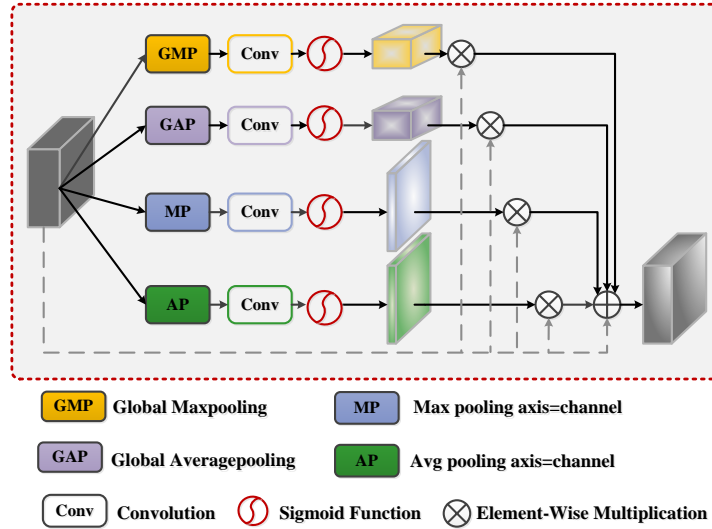 GMP Conv
GAP Conv
MP Conv
AP Conv
GMP Global Maxpooling MP Max pooling axis=channel
GAP Global Averagepooling AP Avg pooling axis=channel
Conv Convolution Sigmoid Function Element-Wise Multiplication